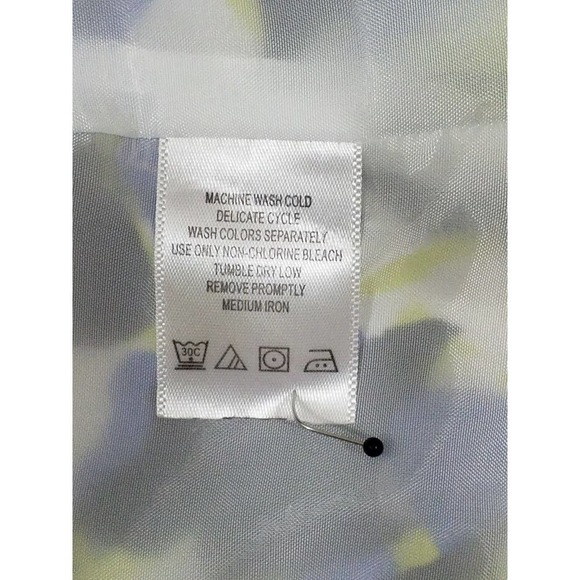 MACHINE WASH COLD
DELICATE CYCLE
WASH COLORS SEPARATELY
USE ONLY NON-CHLORINE BLEACH
TUMBLE DRY LOW
REMOVE PROMPTLY
MEDIUM IRON
30C